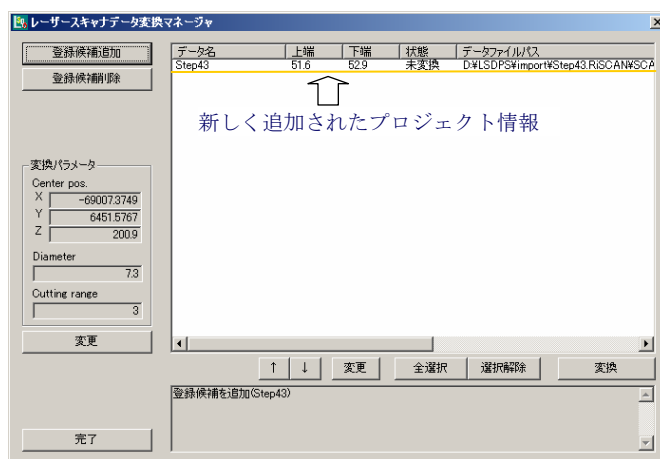 レーザースキャナデータ変換マネージャ
登録候補追加
登録候補削除
データ名 上端 下端 状態 データファイルパス
Step43 51.6 52.9 未変換 D:¥LSDPS¥import¥Step43.RiSCAN¥SCA
新しく追加されたプロジェクト情報
変換パラメータ
Center pos.
X -69007.3749
Y 6451.5767
Z 200.9
Diameter
7.3
Cutting range
3
変更
↑ ↓ 変更 全選択 選択解除 変換
登録候補を追加(Step43)
完了